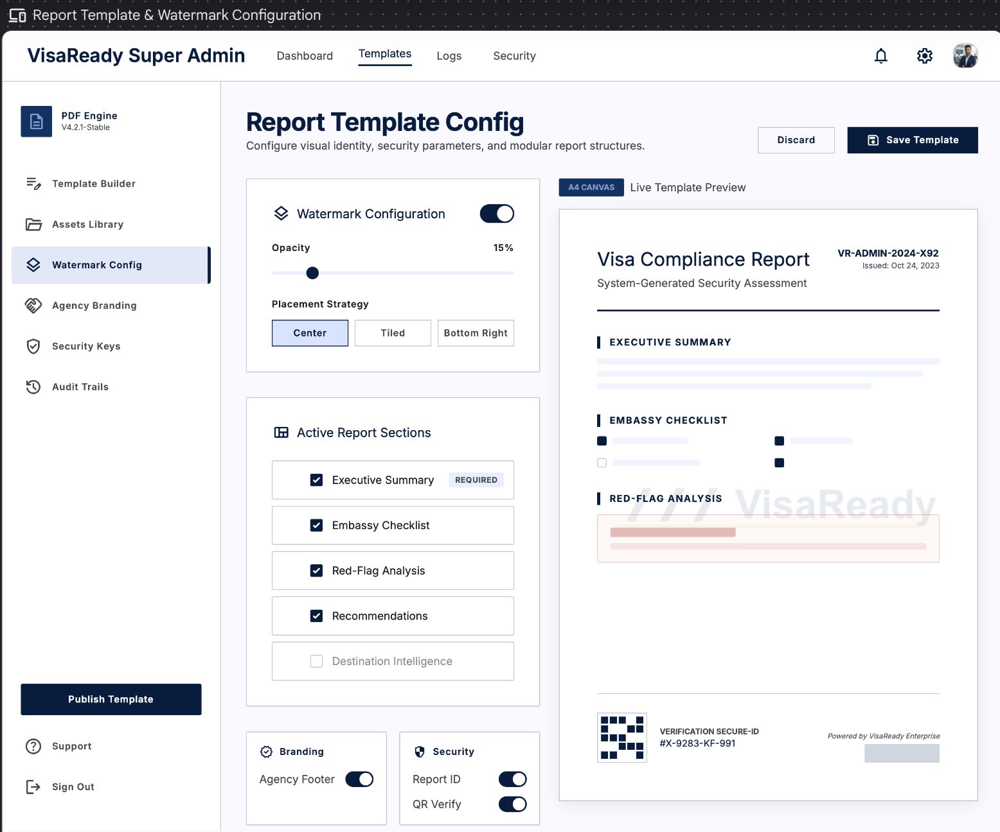 Report Template & Watermark Configuration
VisaReady Super Admin
Dashboard
Templates
Logs
Security
PDF Engine
V4.2.1-Stable
Template Builder
Assets Library
Watermark Config
Agency Branding
Security Keys
Audit Trails
Publish Template
Support
Sign Out
Report Template Config
Configure visual identity, security parameters, and modular report structures.
Discard
Save Template
Watermark Configuration
Opacity
15%
Placement Strategy
Center
Tiled
Bottom Right
Active Report Sections
Executive Summary
REQUIRED
Embassy Checklist
Red-Flag Analysis
Recommendations
Destination Intelligence
Branding
Agency Footer
Security
Report ID
QR Verify
A4 CANVAS
Live Template Preview
Visa Compliance Report
VR-ADMIN-2024-X92
Issued: Oct 24, 2023
System-Generated Security Assessment
EXECUTIVE SUMMARY
EMBASSY CHECKLIST
RED-FLAG ANALYSIS
/// VisaReady
VERIFICATION SECURE-ID
#X-9283-KF-991
Powered by VisaReady Enterprise